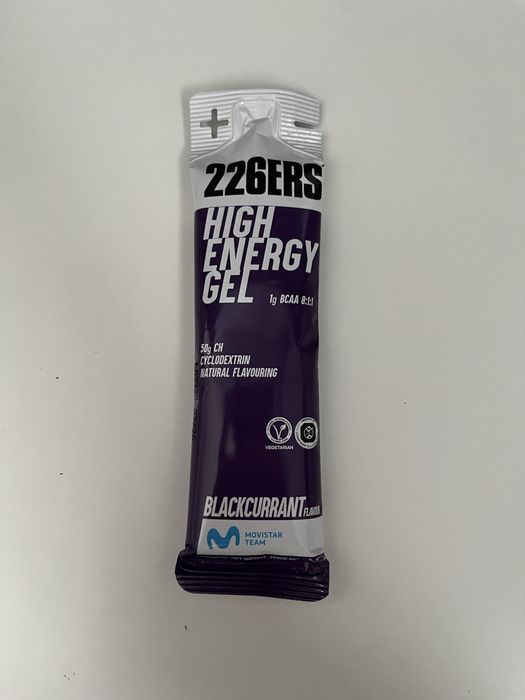 226ERS
HIGH
ENERGY
GEL
1g BCAA 8:1:1
50g CH
CYCLODEXTRIN
NATURAL FLAVOURING
VEGETARIAN
BLACKCURRANT FLAVOUR
MOVISTAR
TEAM